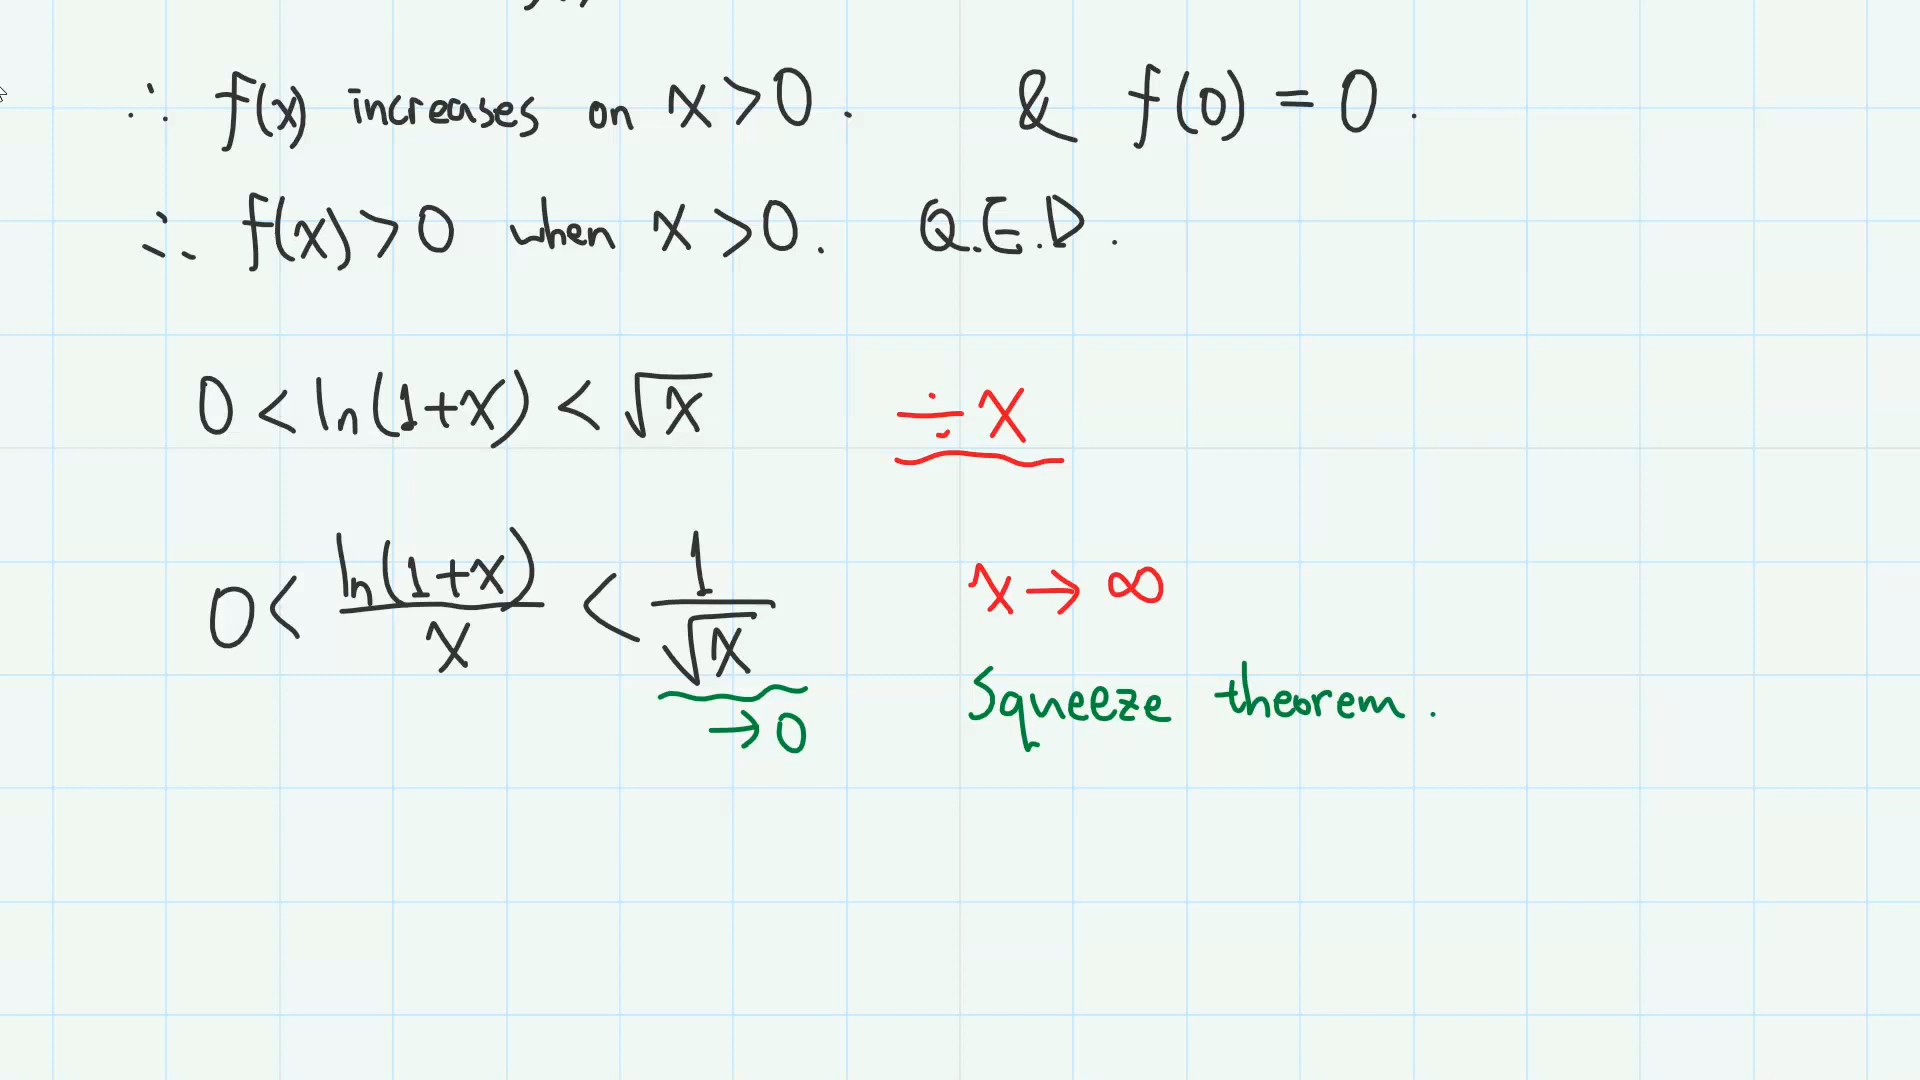 ∴ f(x) increases on x > 0. & f(0) = 0.
∴ f(x) > 0 when x > 0. Q.E.D.
0 < ln(1+x) < √x ÷ x
0 < ln(1+x)/x < 1/√x x → ∞
→ 0 Squeeze theorem.